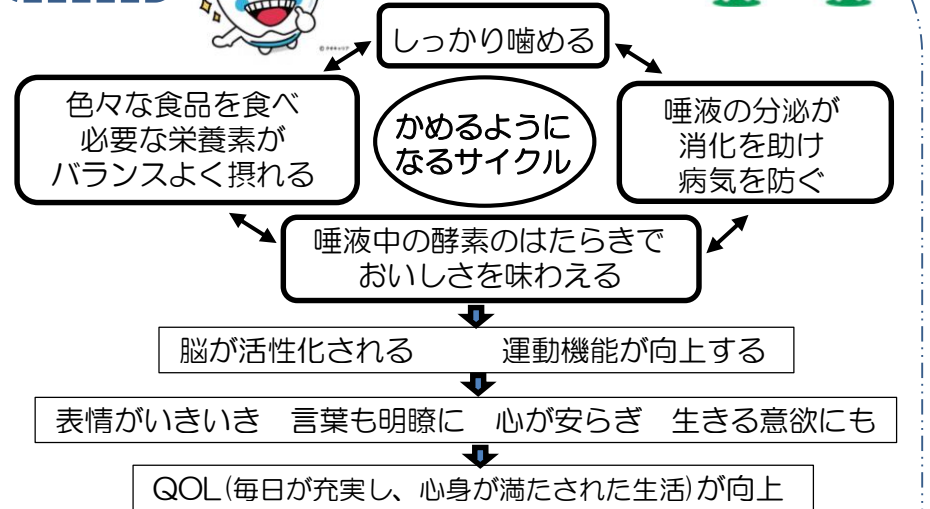 しっかり噛める
色々な食品を食べ
必要な栄養素が
バランスよく摂れる
かめるように
なるサイクル
唾液の分泌が
消化を助け
病気を防ぐ
唾液中の酵素のはたらきで
おいしさを味わえる
脳が活性化される 運動機能が向上する
表情がいきいき 言葉も明瞭に 心が安らぎ 生きる意欲にも
QOL(毎日が充実し、心身が満たされた生活)が向上